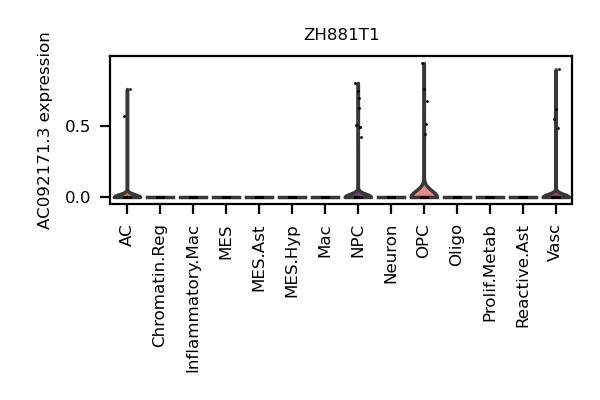 ZH881T1
AC092171.3 expression
0.5
0.0
AC
Chromatin.Reg
Inflammatory.Mac
MES
MES.Ast
MES.Hyp
Mac
NPC
Neuron
OPC
Oligo
Prolif.Metab
Reactive.Ast
Vasc